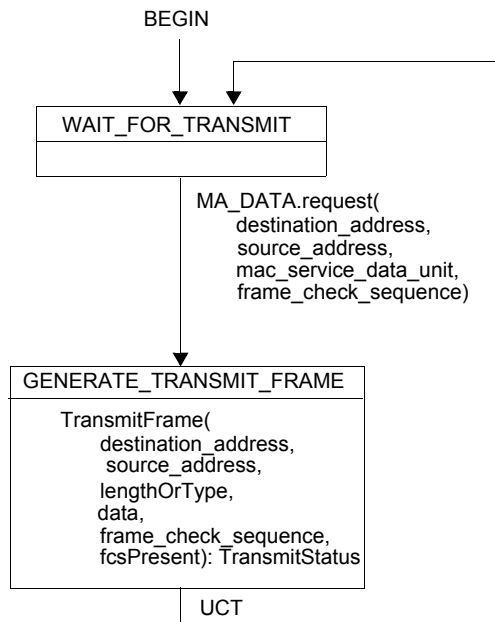 BEGIN
WAIT_FOR_TRANSMIT
MA_DATA.request(
destination_address,
source_address,
mac_service_data_unit,
frame_check_sequence)
GENERATE_TRANSMIT_FRAME
TransmitFrame(
destination_address,
source_address,
lengthOrType,
data,
frame_check_sequence,
fcsPresent): TransmitStatus
UCT